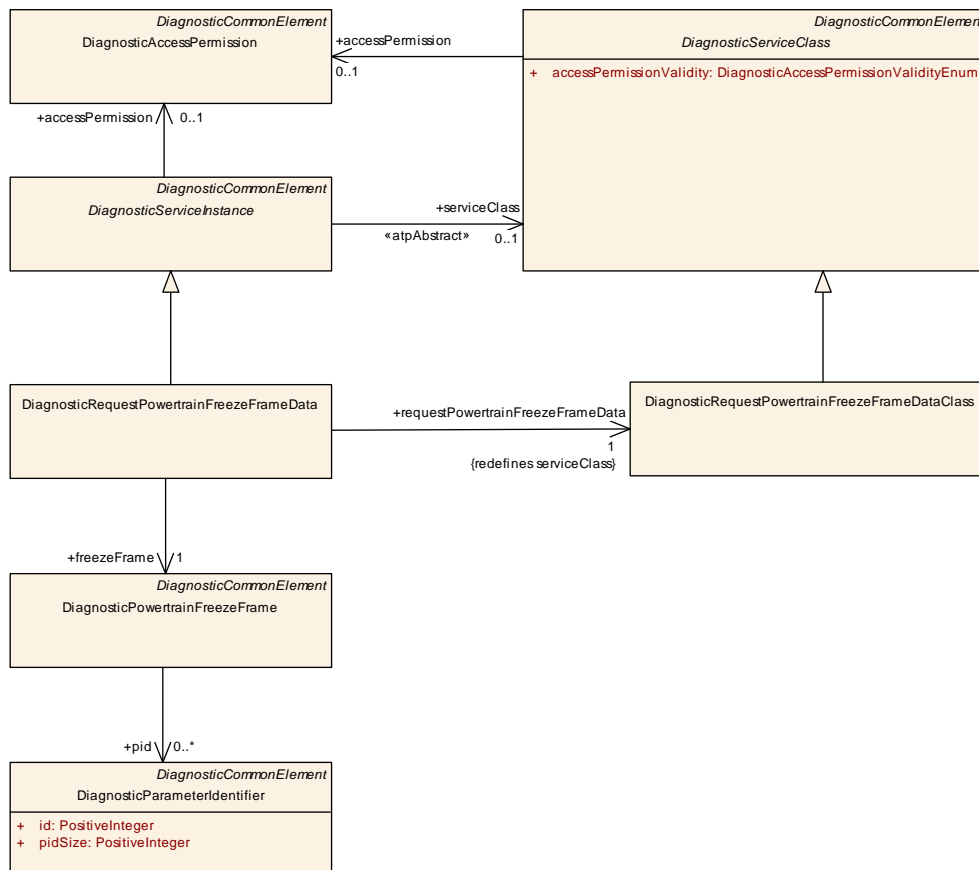 DiagnosticCommonElement
DiagnosticAccessPermission
+accessPermission
0..1
DiagnosticCommonElement
DiagnosticServiceClass
+ accessPermissionValidity: DiagnosticAccessPermissionValidityEnum
+accessPermission
0..1
DiagnosticCommonElement
DiagnosticServiceInstance
+serviceClass
«atpAbstract»
0..1
DiagnosticRequestPowertrainFreezeFrameData
+requestPowertrainFreezeFrameData
1
{redefines serviceClass}
DiagnosticRequestPowertrainFreezeFrameDataClass
+freezeFrame
1
DiagnosticCommonElement
DiagnosticPowertrainFreezeFrame
+pid
0..*
DiagnosticCommonElement
DiagnosticParameterIdentifier
+ id: PositiveInteger
+ pidSize: PositiveInteger